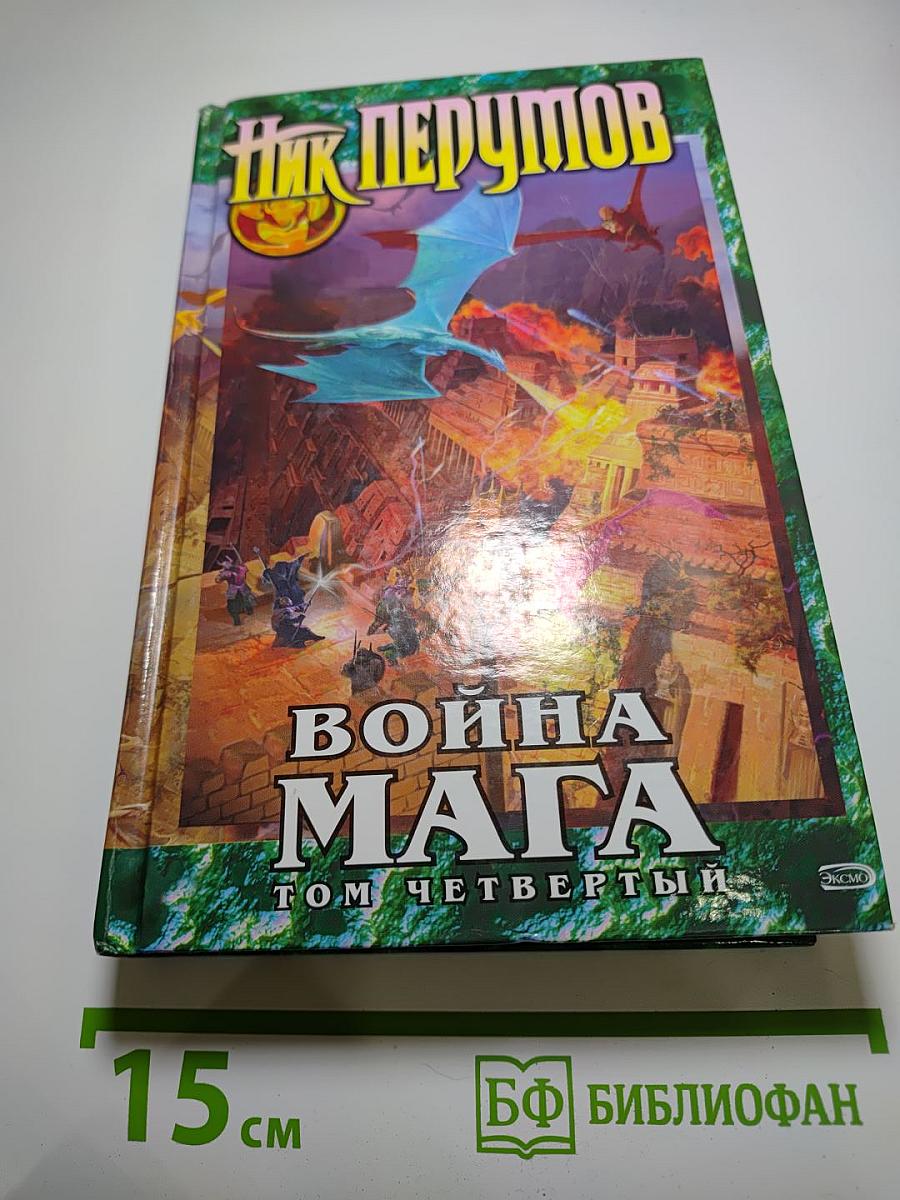 Ник ПЕРУМОВ
ВОЙНА
МАГА
ТОМ ЧЕТВЕРТЫЙ
ЭКСМО
15 см
БФ БИБЛИОФАН